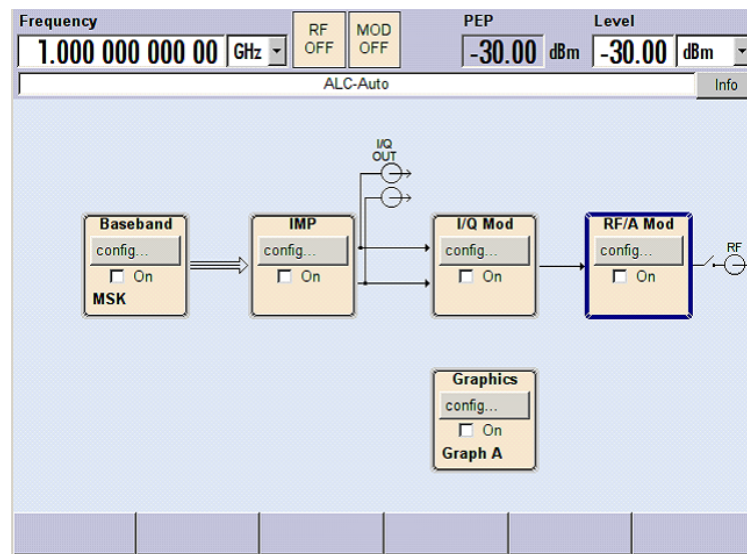 Frequency
1.000 000 000 00 GHz
RF OFF
MOD OFF
PEP
-30.00 dBm
Level
-30.00 dBm
ALC-Auto
Info
I/Q
OUT
Baseband
config...
On
MSK
IMP
config...
On
I/Q Mod
config...
On
RF/A Mod
config...
On
RF
Graphics
config...
On
Graph A